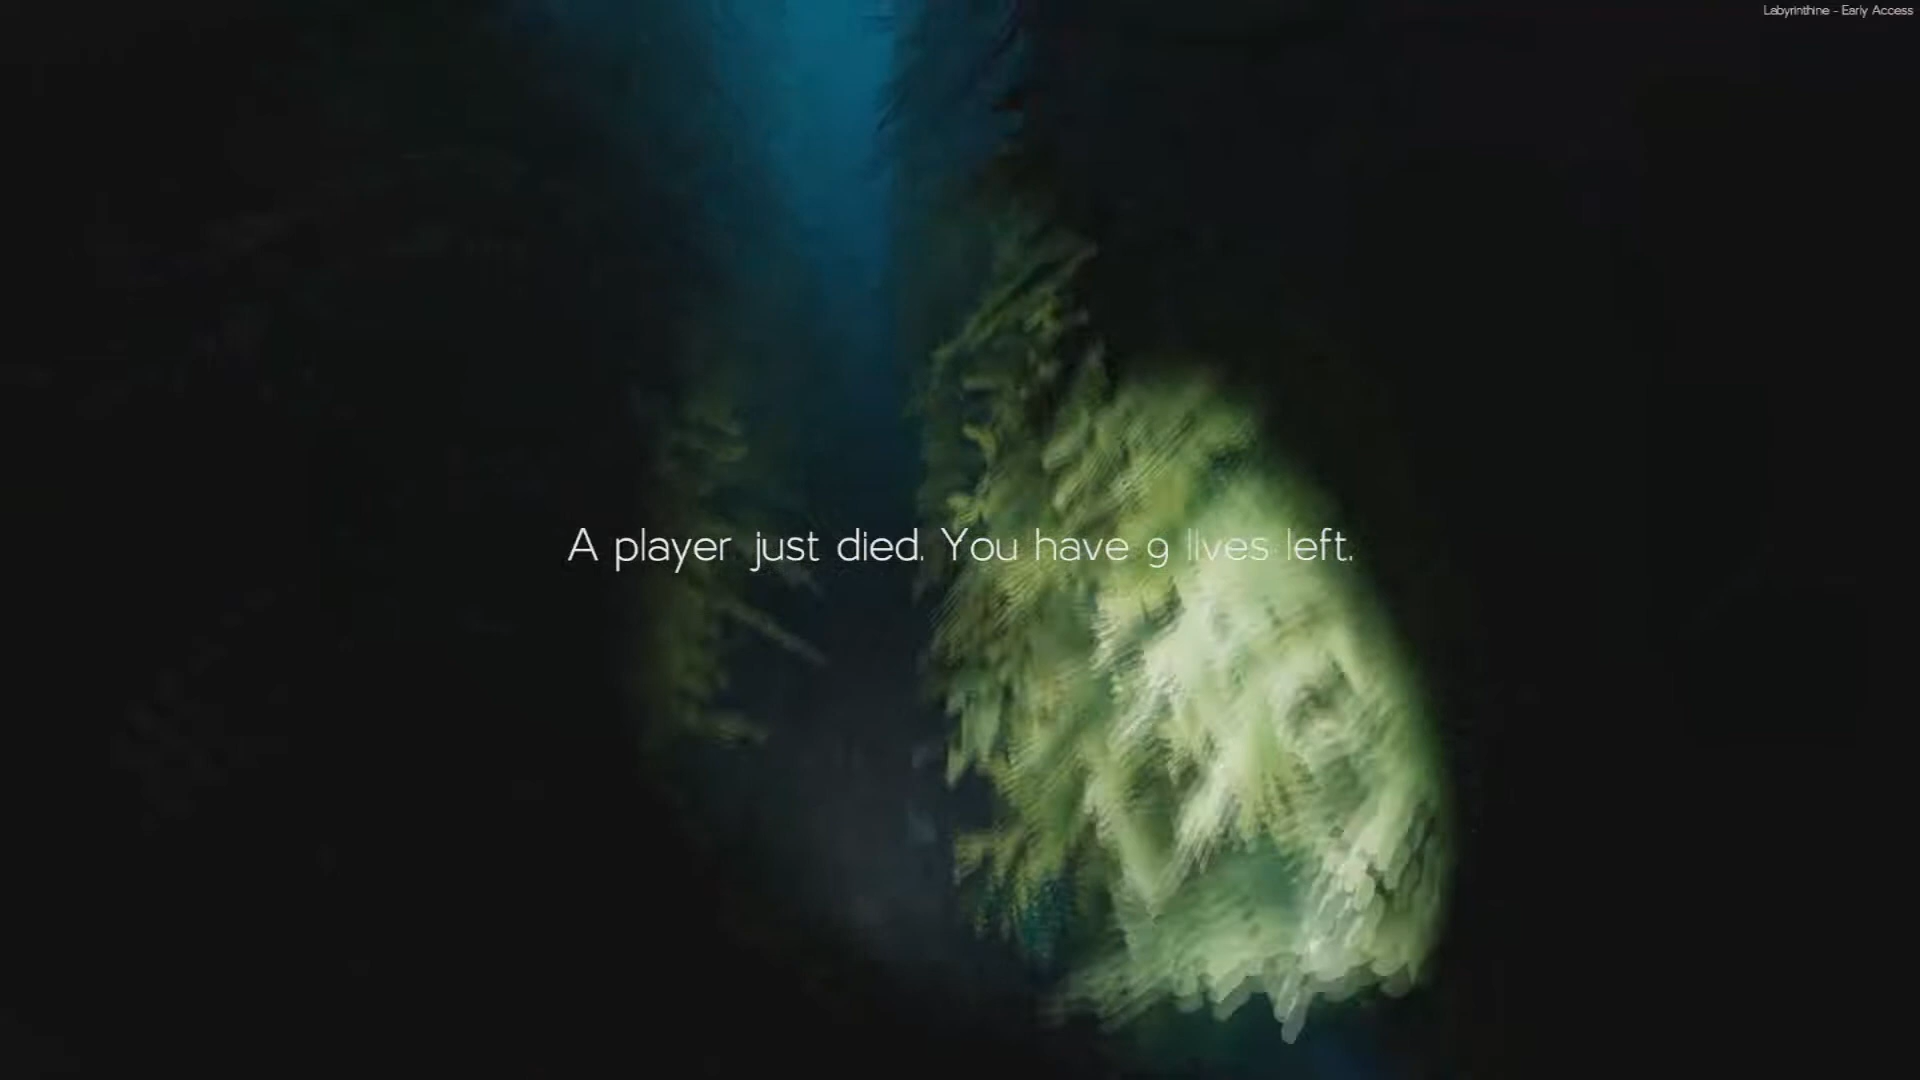 Labyrinthine - Early Access
A player just died. You have 9 lives left.